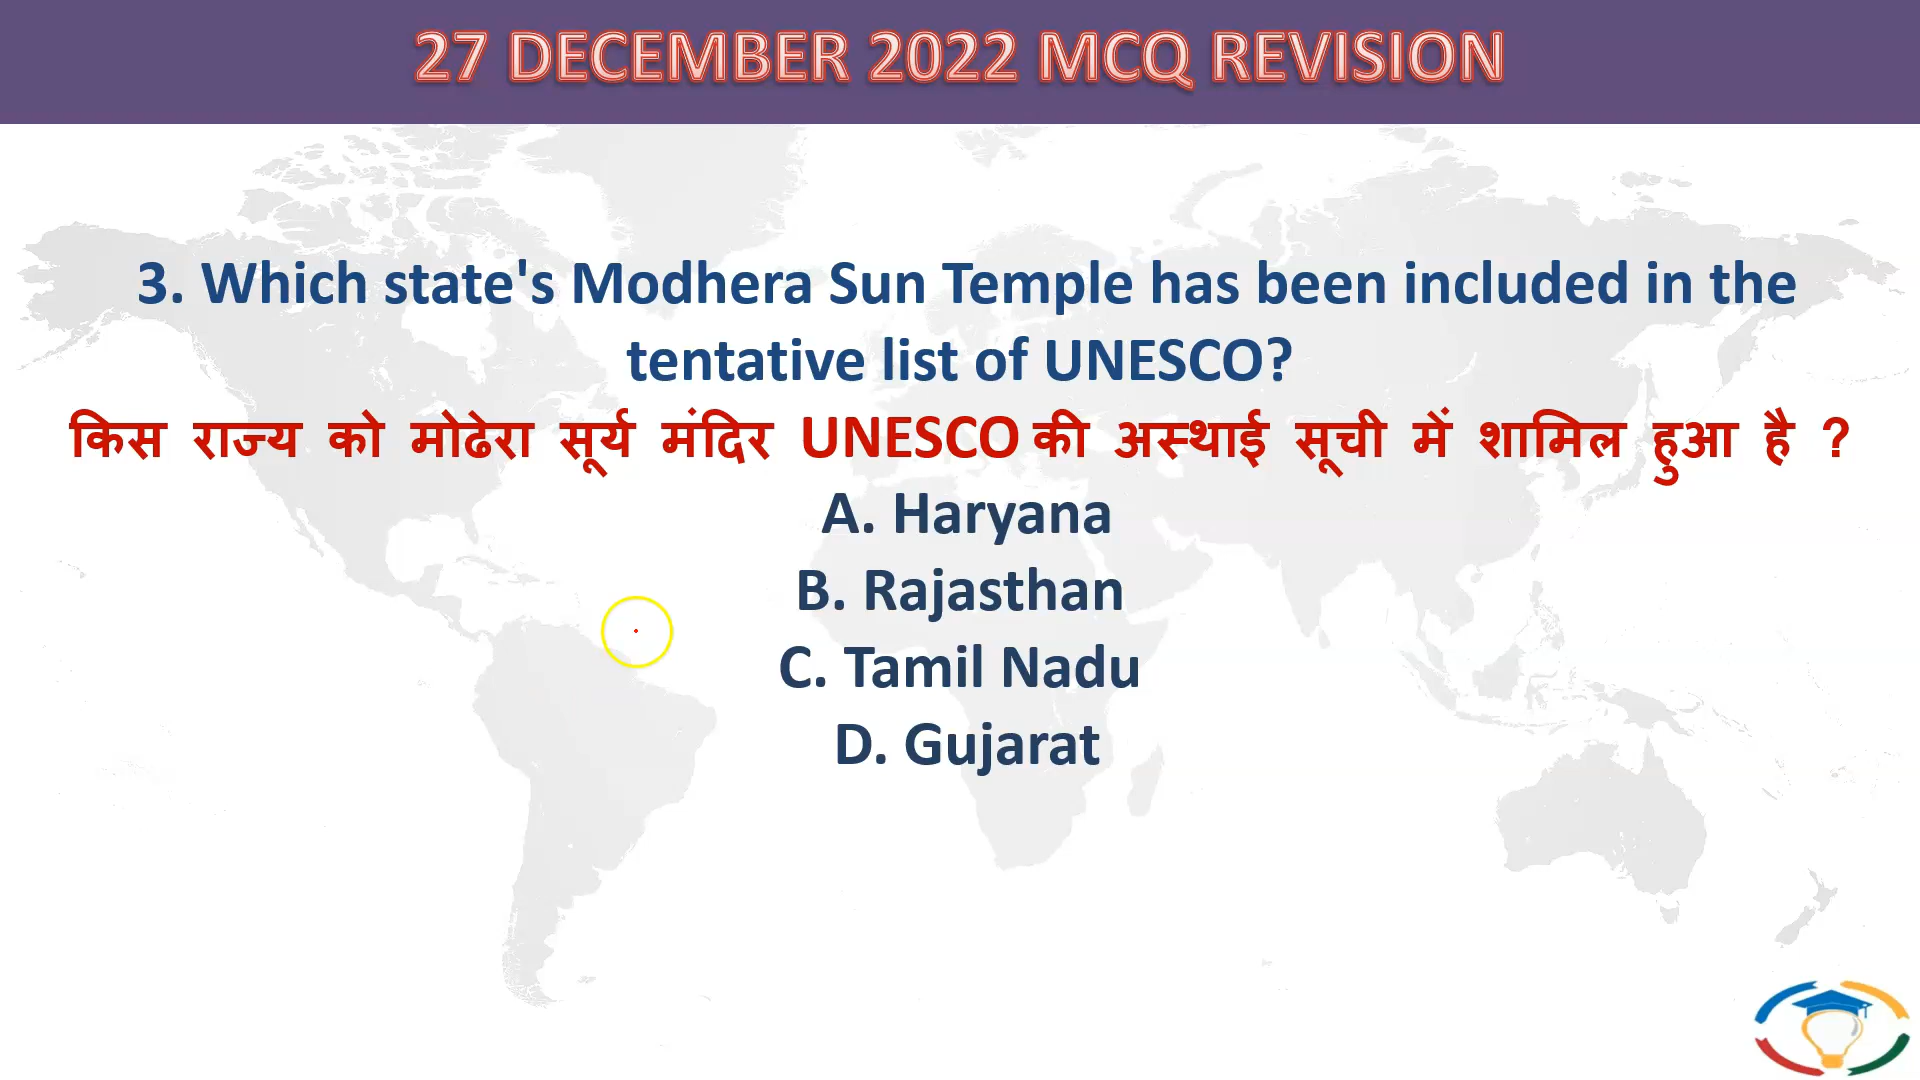 27 DECEMBER 2022 MCQ REVISION
3. Which state's Modhera Sun Temple has been included in the
tentative list of UNESCO?
किस राज्य को मोढेरा सूर्य मंदिर UNESCO की अस्थाई सूची में शामिल हुआ है ?
A. Haryana
B. Rajasthan
C. Tamil Nadu
D. Gujarat